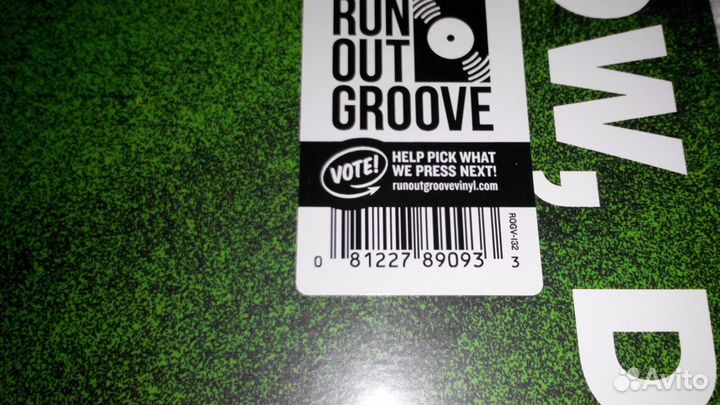 RUN
OUT
GROOVE
VOTE!
HELP PICK WHAT
WE PRESS NEXT!
runoutgroovevinyl.com
ROGV-132
0 81227 89093 3
OW, D
Avito